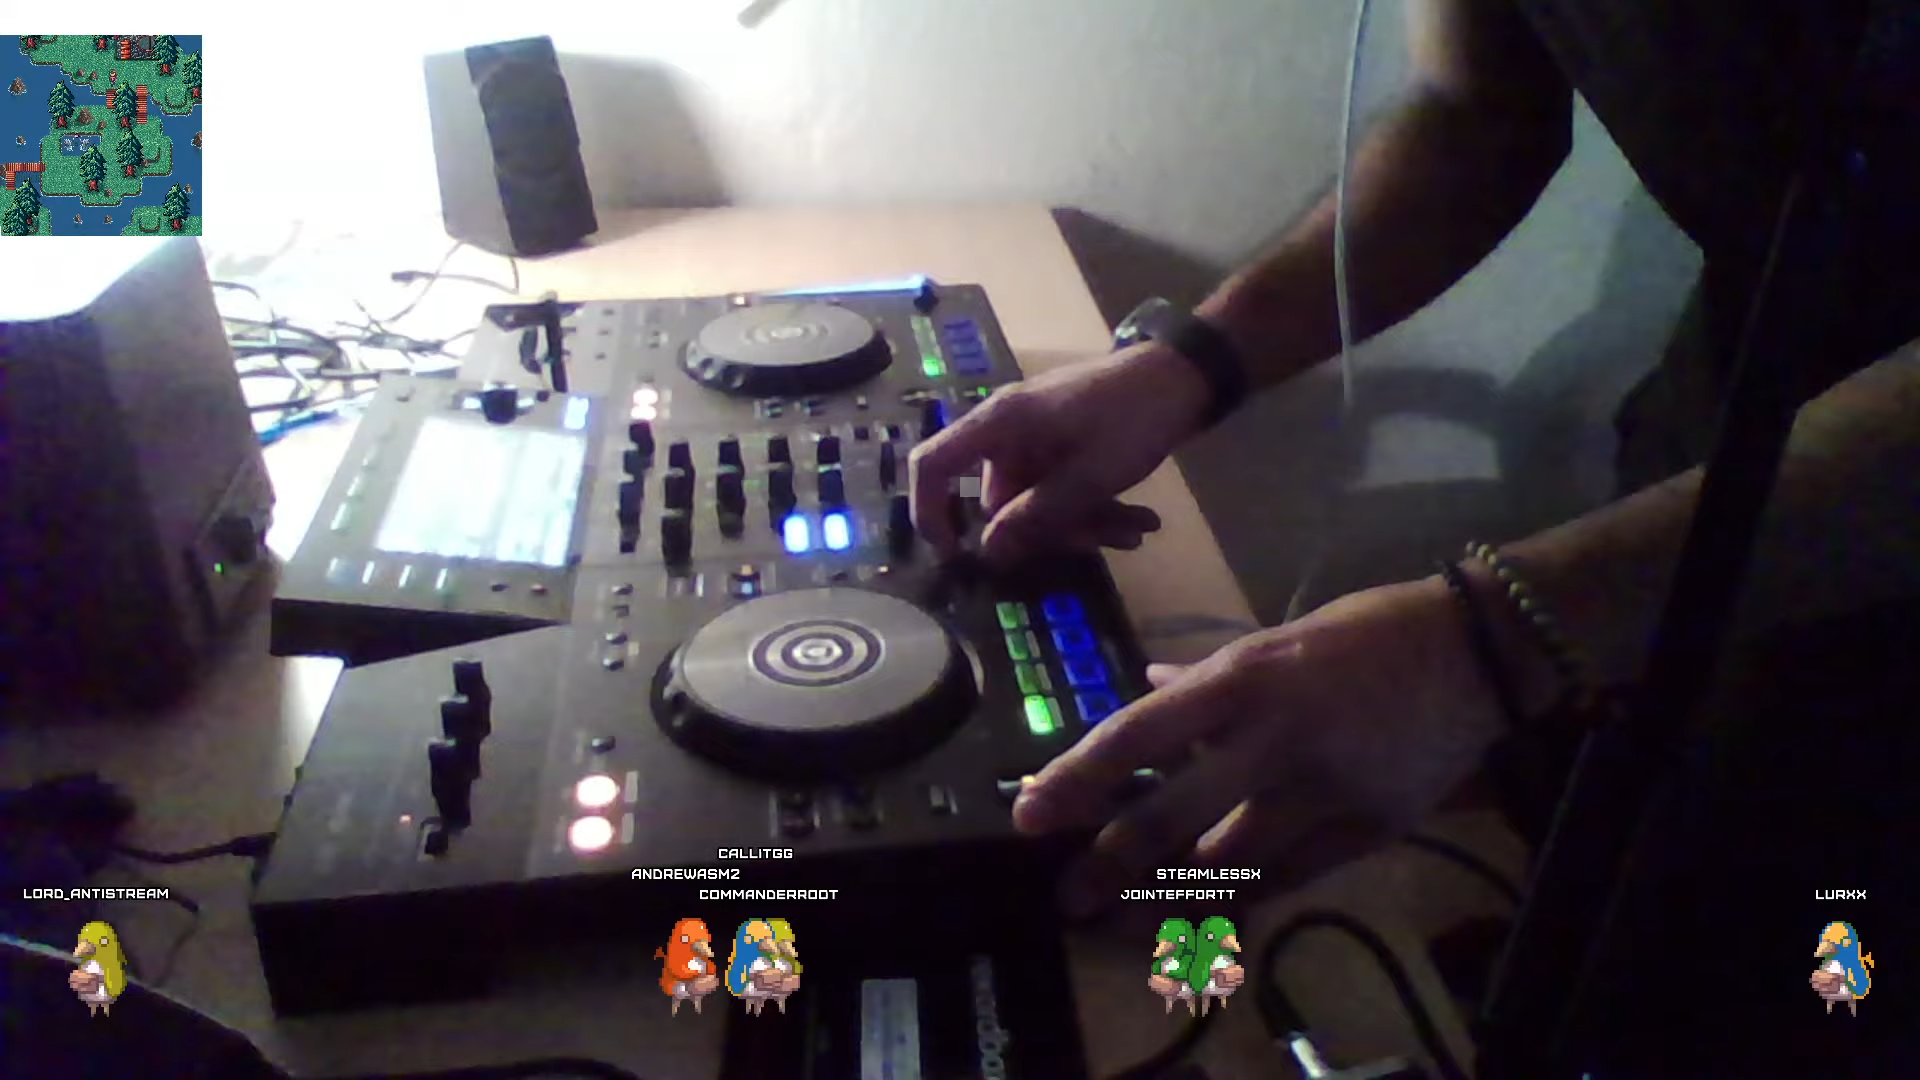 CALLITGG
ANDREWASM2
STEAMLESSX
LORD_ANTISTREAM
COMMANDERROOT
JOINTEFFORTT
LURXX